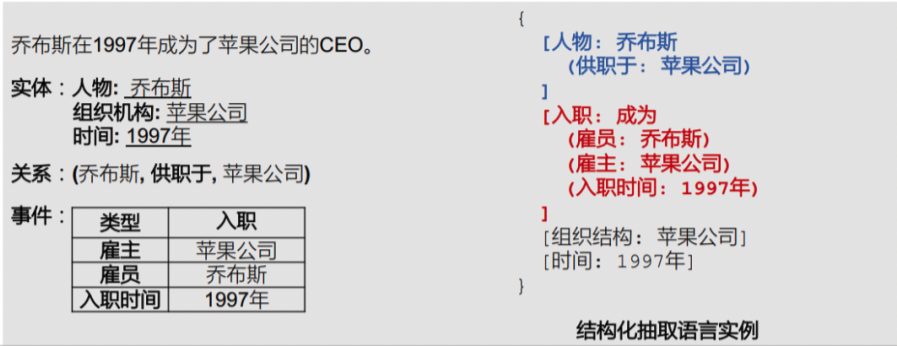 乔布斯在1997年成为了苹果公司的CEO。
实体：人物: 乔布斯
组织机构: 苹果公司
时间: 1997年
关系：(乔布斯, 供职于, 苹果公司)
事件：
类型 入职
雇主 苹果公司
雇员 乔布斯
入职时间 1997年
{
[人物: 乔布斯
(供职于: 苹果公司)
]
[入职: 成为
(雇员: 乔布斯)
(雇主: 苹果公司)
(入职时间: 1997年)
]
[组织结构: 苹果公司]
[时间: 1997年]
}
结构化抽取语言实例